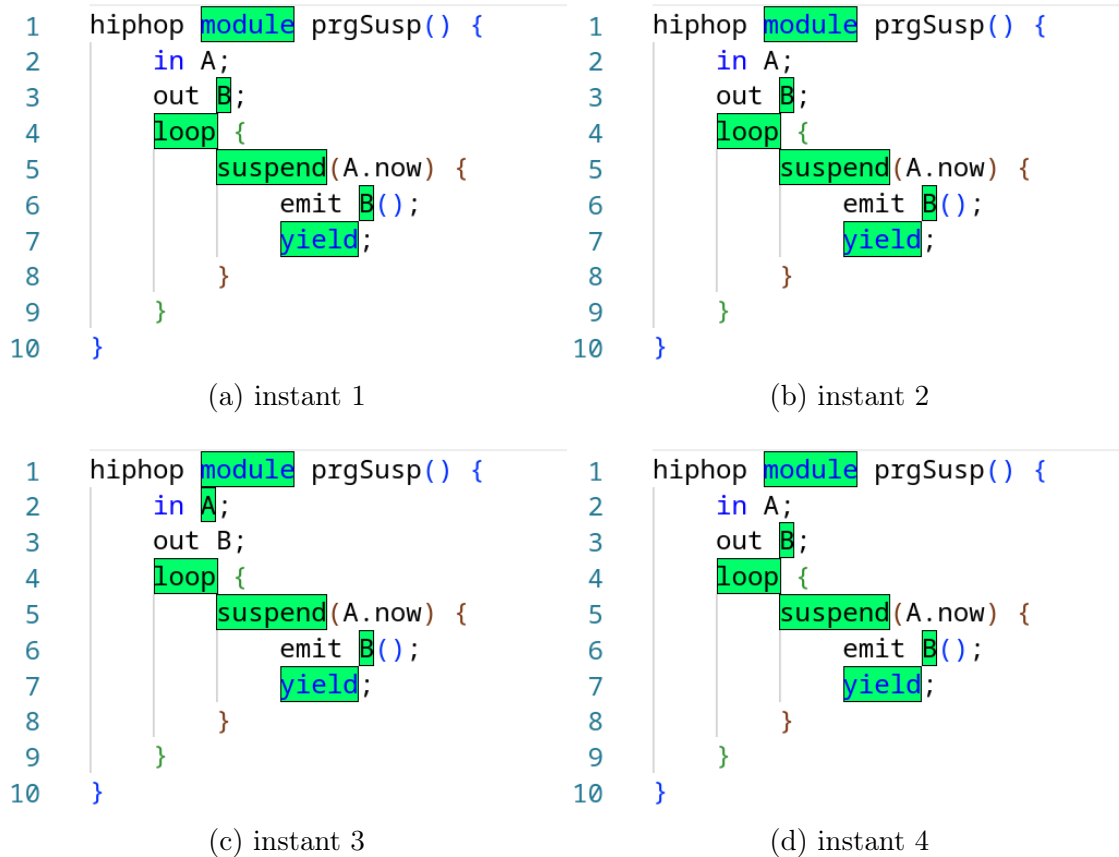 1 hiphop module prgSusp() {
2 in A;
3 out B;
4 loop {
5 suspend(A.now) {
6 emit B();
7 yield;
8 }
9 }
10 }
(a) instant 1
1 hiphop module prgSusp() {
2 in A;
3 out B;
4 loop {
5 suspend(A.now) {
6 emit B();
7 yield;
8 }
9 }
10 }
(b) instant 2
1 hiphop module prgSusp() {
2 in A;
3 out B;
4 loop {
5 suspend(A.now) {
6 emit B();
7 yield;
8 }
9 }
10 }
(c) instant 3
1 hiphop module prgSusp() {
2 in A;
3 out B;
4 loop {
5 suspend(A.now) {
6 emit B();
7 yield;
8 }
9 }
10 }
(d) instant 4